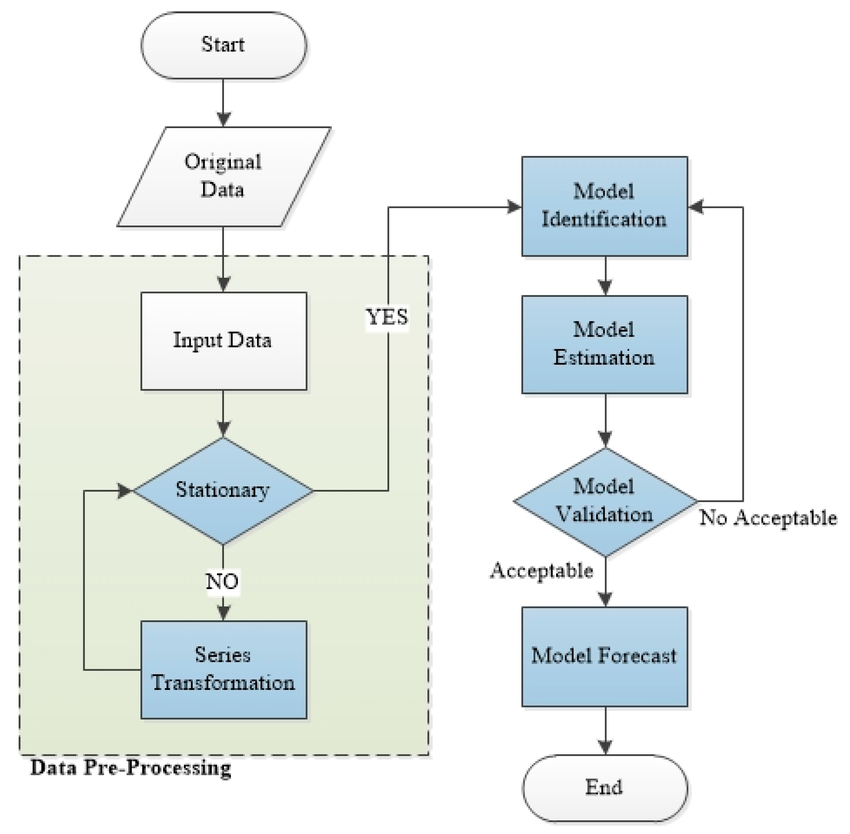 Start
Original
Data
Input Data
Stationary
NO
Series
Transformation
Data Pre-Processing
YES
Model
Identification
Model
Estimation
Model
Validation
No Acceptable
Acceptable
Model Forecast
End